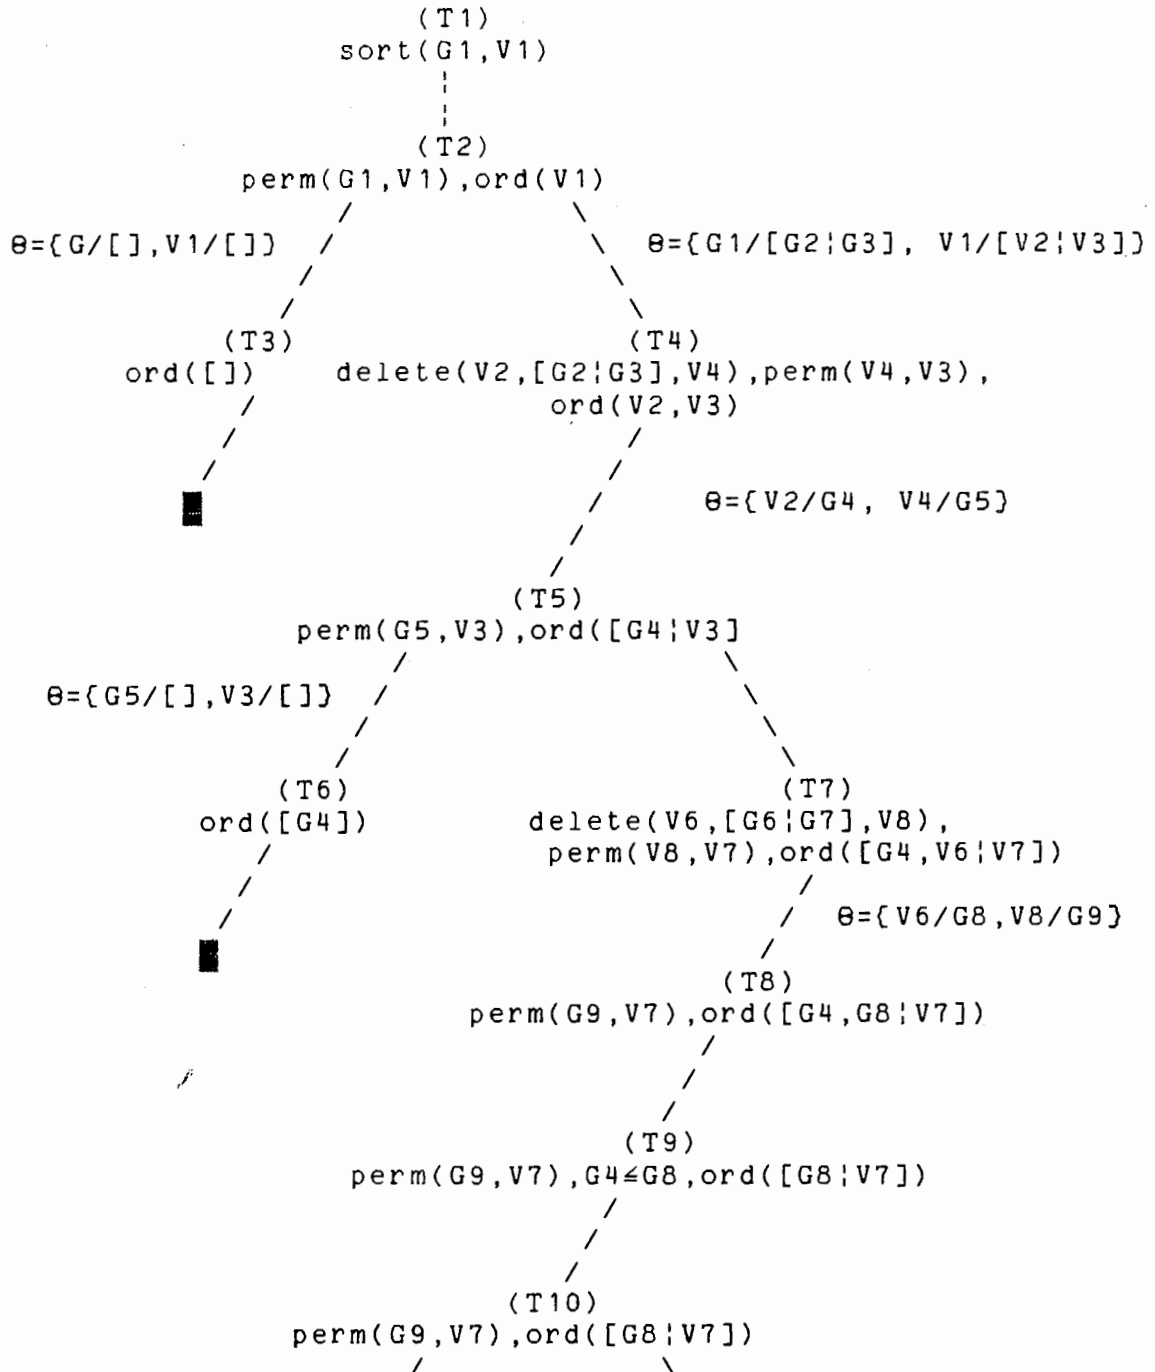 (T1)
sort(G1,V1)
(T2)
perm(G1,V1),ord(V1)
θ={G/[],V1/[]} θ={G1/[G2¦G3], V1/[V2¦V3]}
(T3) (T4)
ord([]) delete(V2,[G2¦G3],V4),perm(V4,V3),
ord(V2,V3)
θ={V2/G4, V4/G5}
(T5)
perm(G5,V3),ord([G4¦V3]
θ={G5/[],V3/[]}
(T6) (T7)
ord([G4]) delete(V6,[G6¦G7],V8),
perm(V8,V7),ord([G4,V6¦V7])
θ={V6/G8,V8/G9}
(T8)
perm(G9,V7),ord([G4,G8¦V7])
(T9)
perm(G9,V7),G4≤G8,ord([G8¦V7])
(T10)
perm(G9,V7),ord([G8¦V7])